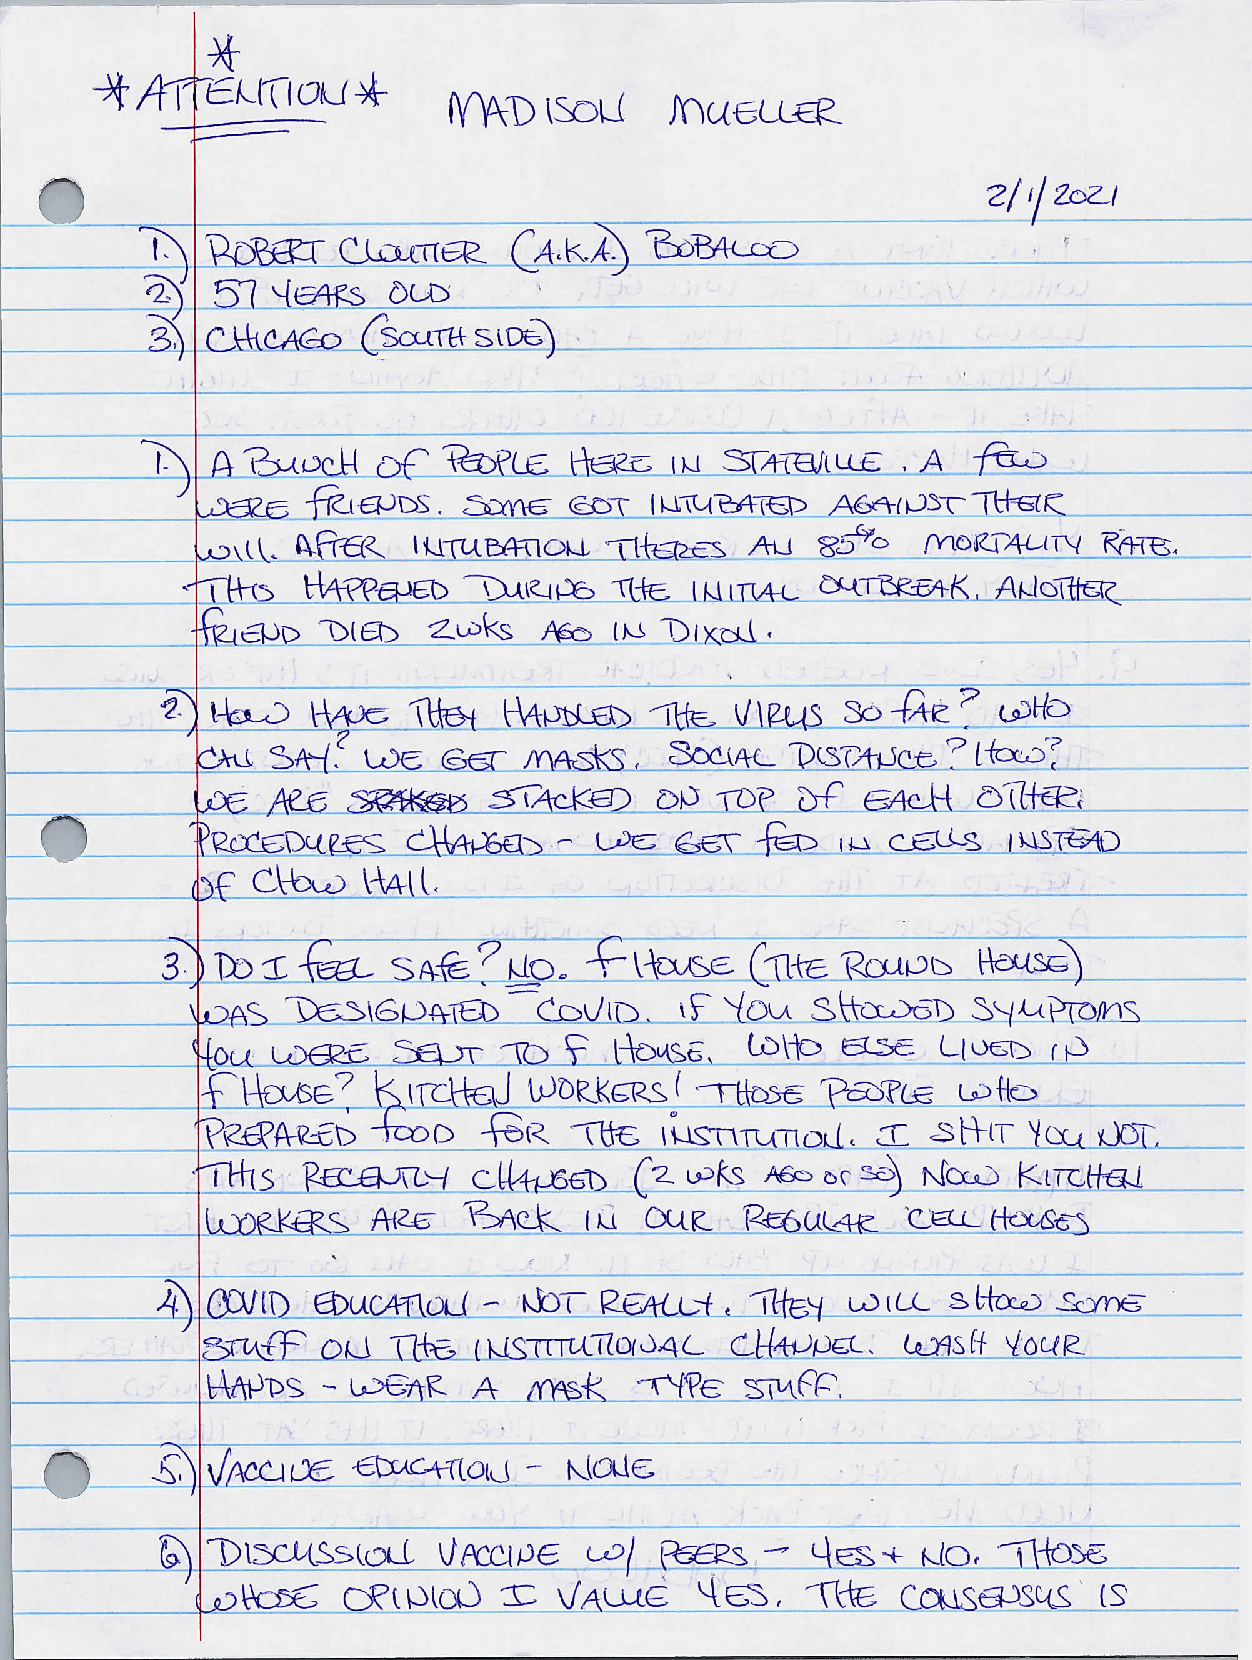 *
*ATTENTION* MADISON MUELLER
2/1/2021
1.) ROBERT CLOUTIER (A.K.A.) BOBALOO
2.) 57 YEARS OLD
3.) CHICAGO (SOUTH SIDE)
1.) A BUNCH OF PEOPLE HERE IN STATEVILLE. A FEW
WERE FRIENDS. SOME GOT INTUBATED AGAINST THEIR
WILL. AFTER INTUBATION THERES AN 85% MORTALITY RATE.
THIS HAPPENED DURING THE INITIAL OUTBREAK. ANOTHER
FRIEND DIED 2WKS AGO IN DIXON.
2.) HOW HAVE THEY HANDLED THE VIRUS SO FAR? WHO
CAN SAY? WE GET MASKS. SOCIAL DISTANCE? HOW?
WE ARE STACKED ON TOP OF EACH OTHER.
PROCEDURES CHANGED - WE GET FED IN CELLS INSTEAD
OF CHOW HALL.
3.) DO I FEEL SAFE? NO. F HOUSE (THE ROUND HOUSE)
WAS DESIGNATED COVID. IF YOU SHOWED SYMPTOMS
YOU WERE SENT TO F HOUSE. WHO ELSE LIVED IN
F HOUSE? KITCHEN WORKERS! THOSE PEOPLE WHO
PREPARED FOOD FOR THE INSTITUTION. I SHIT YOU NOT.
THIS RECENTLY CHANGED (2 WKS AGO OR SO) NOW KITCHEN
WORKERS ARE BACK IN OUR REGULAR CELL HOUSES
4.) COVID EDUCATION - NOT REALLY. THEY WILL SHOW SOME
STUFF ON THE INSTITUTIONAL CHANNEL. WASH YOUR
HANDS - WEAR A MASK TYPE STUFF.
5.) VACCINE EDUCATION - NONE
6.) DISCUSSION VACCINE W/ PEERS - YES + NO. THOSE
WHOSE OPINION I VALUE YES. THE CONSENSUS IS